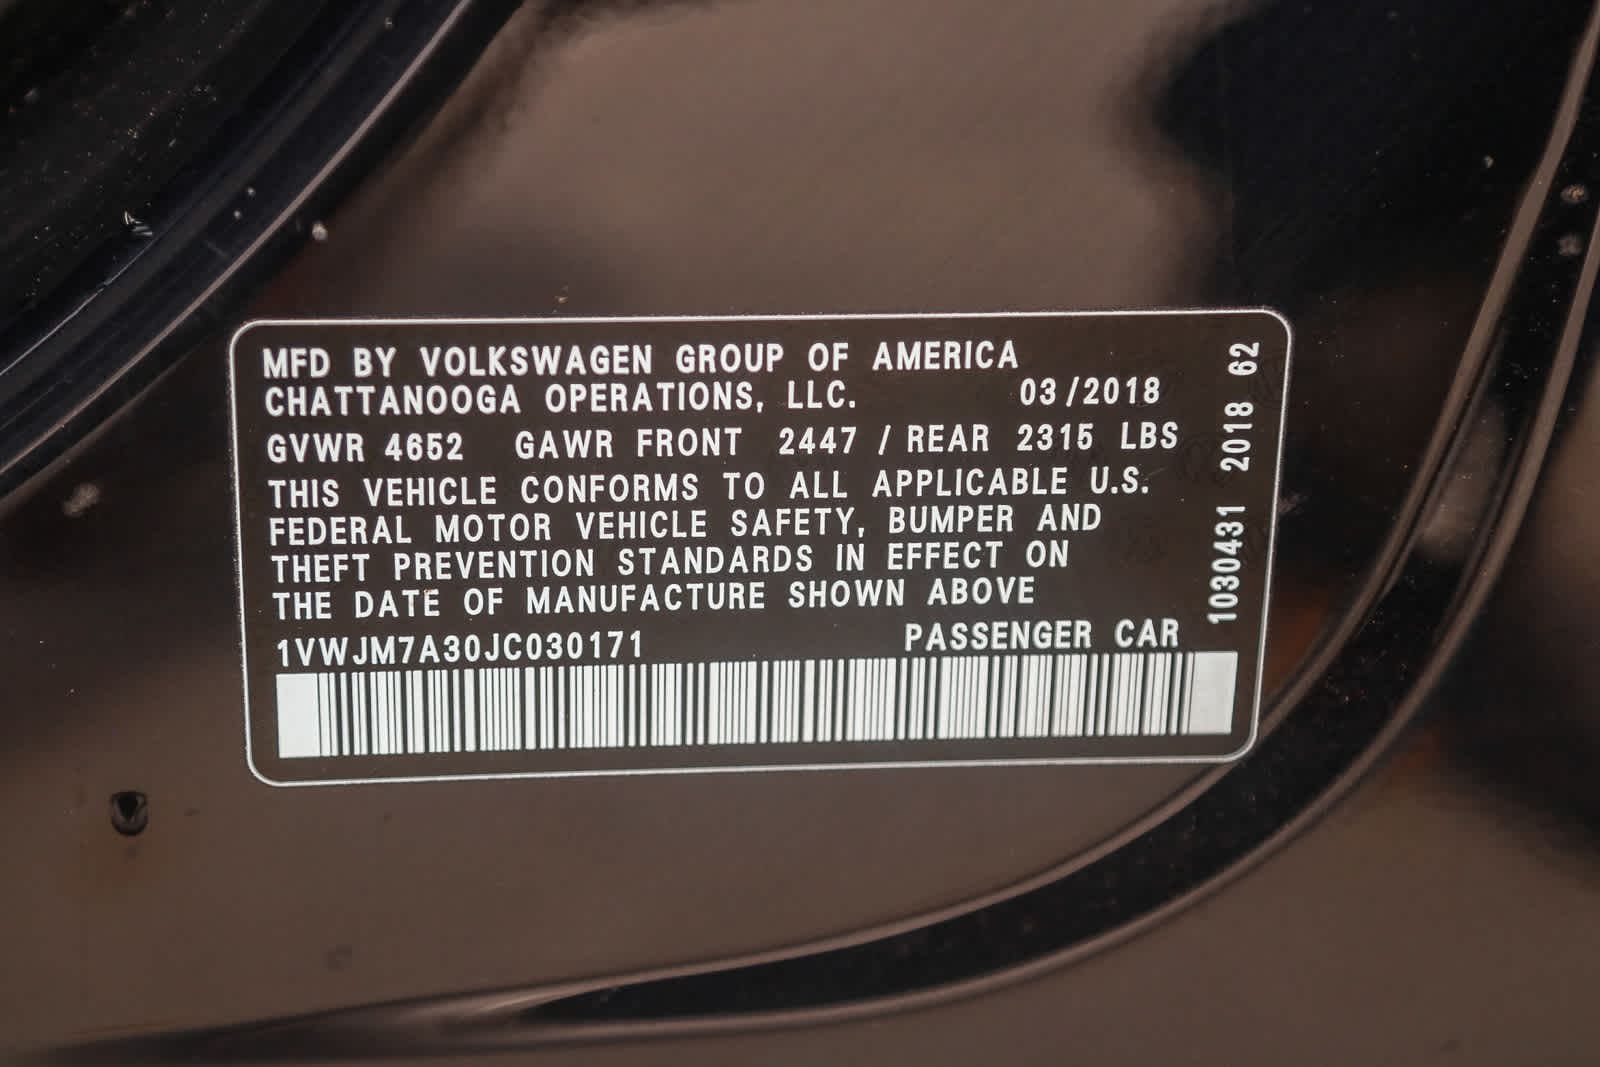 MFD BY VOLKSWAGEN GROUP OF AMERICA
CHATTANOOGA OPERATIONS, LLC. 03/2018
GVWR 4652 GAWR FRONT 2447 / REAR 2315 LBS
THIS VEHICLE CONFORMS TO ALL APPLICABLE U.S.
FEDERAL MOTOR VEHICLE SAFETY, BUMPER AND
THEFT PREVENTION STANDARDS IN EFFECT ON
THE DATE OF MANUFACTURE SHOWN ABOVE
1VWJM7A30JC030171 PASSENGER CAR
1030431 2018 62